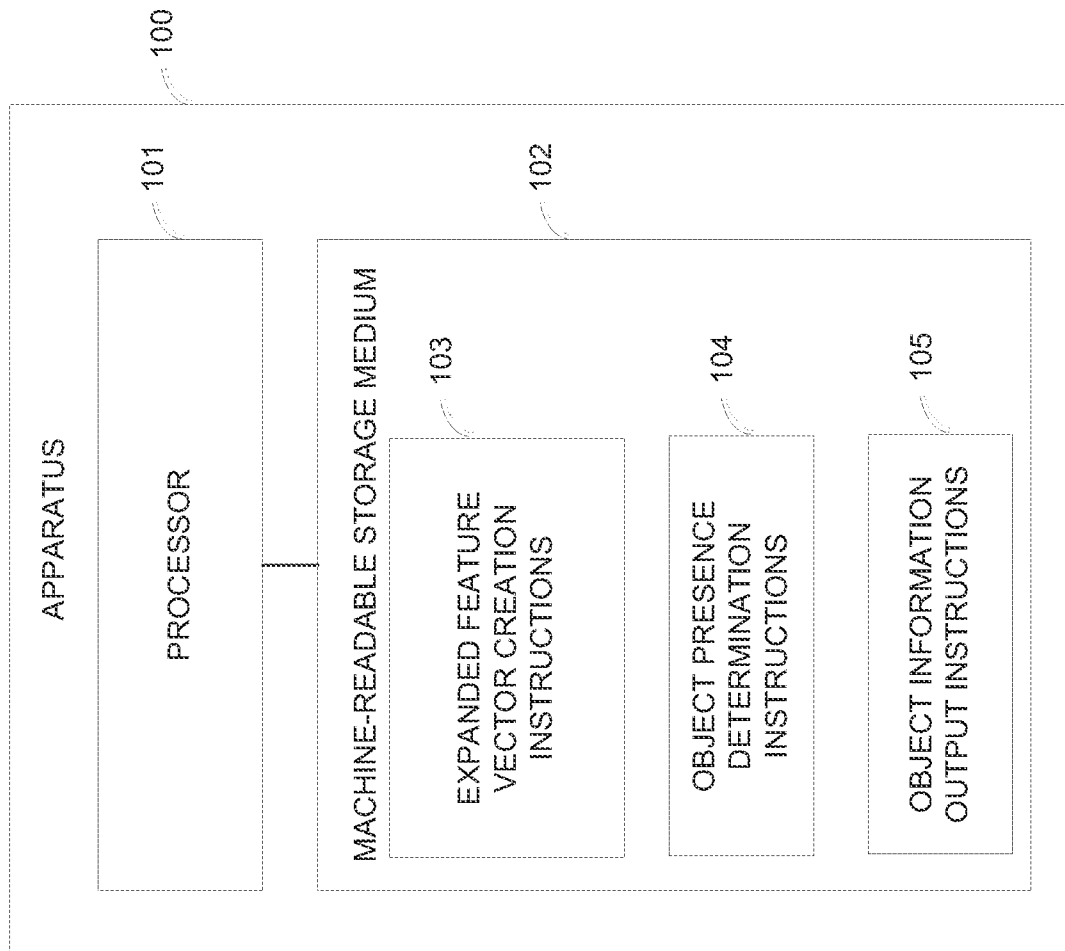 APPARATUS
100
PROCESSOR
101
MACHINE-READABLE STORAGE MEDIUM
102
EXPANDED FEATURE
VECTOR CREATION
INSTRUCTIONS
103
OBJECT PRESENCE
DETERMINATION
INSTRUCTIONS
104
OBJECT INFORMATION
OUTPUT INSTRUCTIONS
105